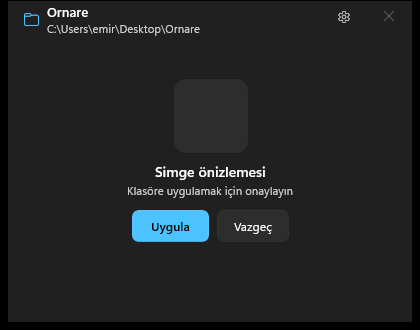 Ornare
C:\Users\emir\Desktop\Ornare
Simge önizlemesi
Klasöre uygulamak için onaylayın
Uygula
Vazgeç